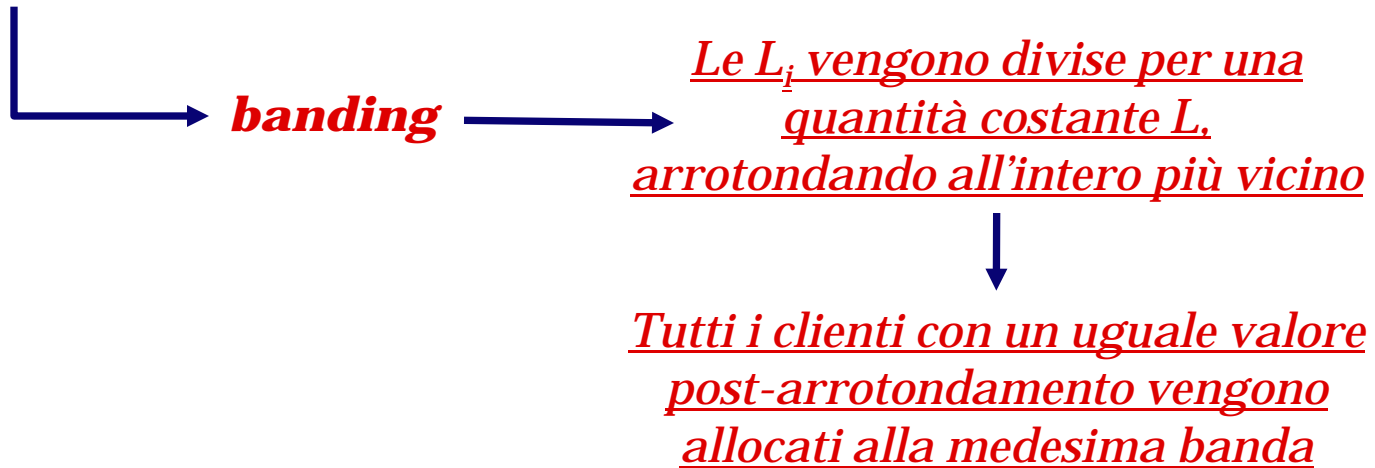 banding
Le Li vengono divise per una
quantità costante L,
arrotondando all'intero più vicino
Tutti i clienti con un uguale valore
post-arrotondamento vengono
allocati alla medesima banda